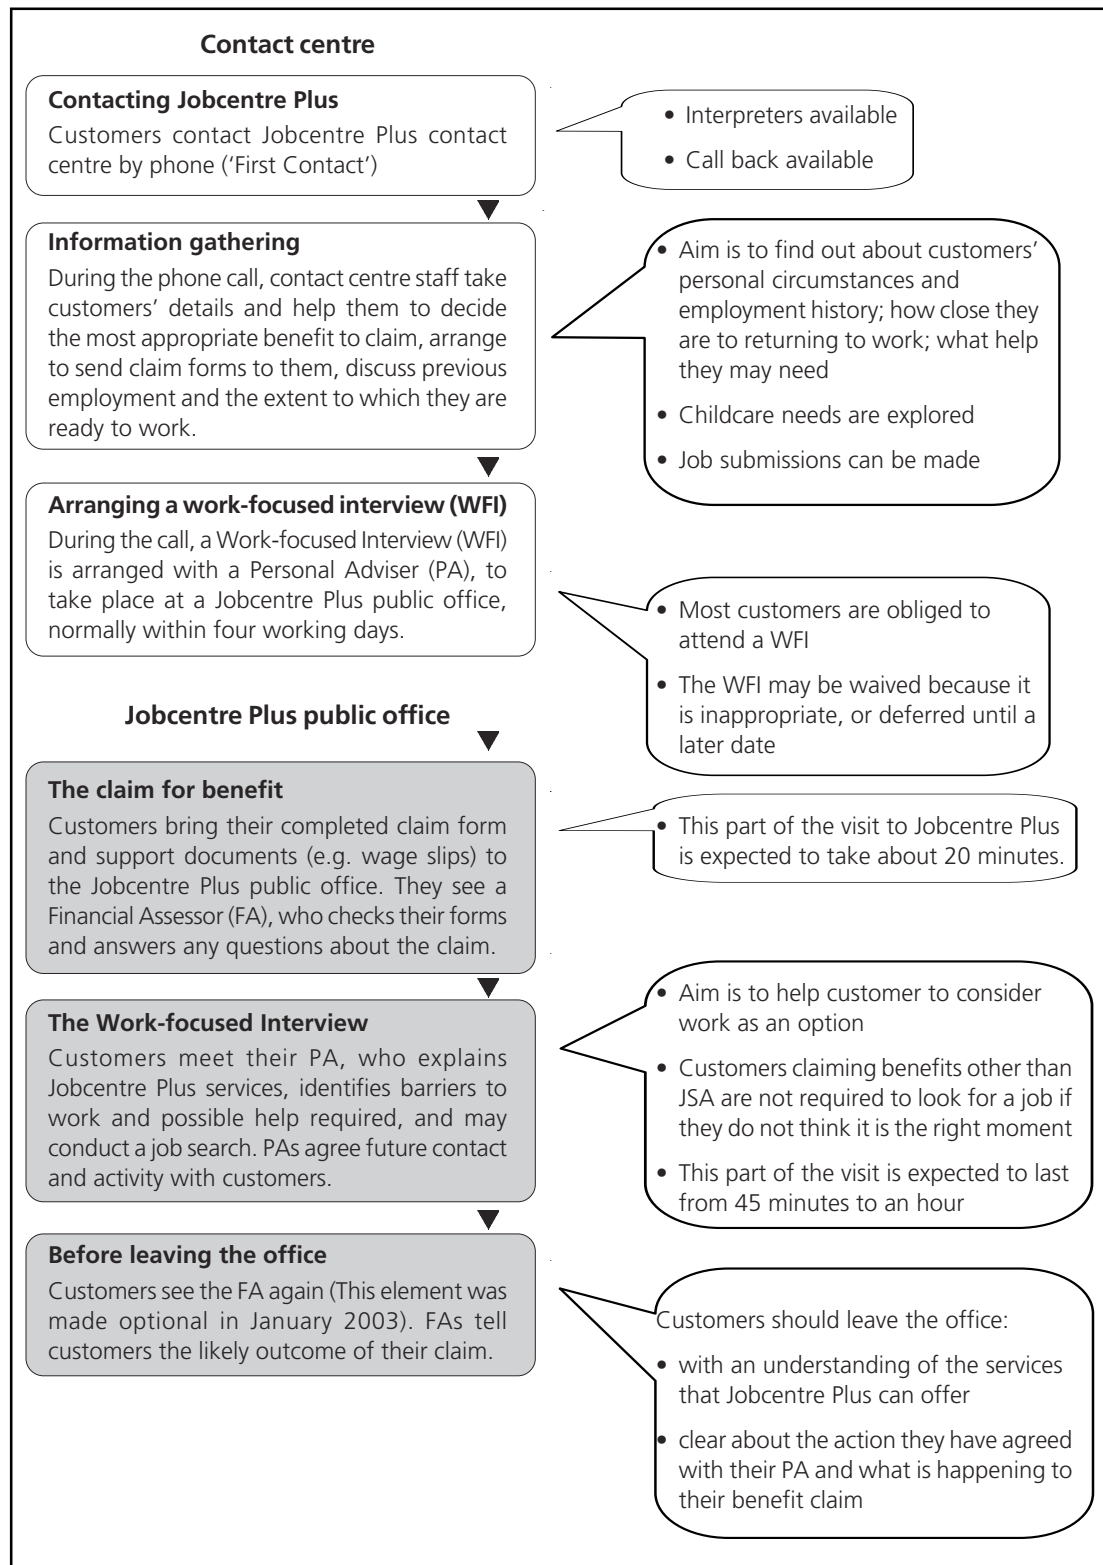 Contact centre
Contacting Jobcentre Plus
Customers contact Jobcentre Plus contact
centre by phone ('First Contact')
• Interpreters available
• Call back available
Information gathering
During the phone call, contact centre staff take
customers' details and help them to decide
the most appropriate benefit to claim, arrange
to send claim forms to them, discuss previous
employment and the extent to which they are
ready to work.
• Aim is to find out about customers'
personal circumstances and
employment history; how close they
are to returning to work; what help
they may need
• Childcare needs are explored
• Job submissions can be made
Arranging a work-focused interview (WFI)
During the call, a Work-focused Interview (WFI)
is arranged with a Personal Adviser (PA), to
take place at a Jobcentre Plus public office,
normally within four working days.
• Most customers are obliged to
attend a WFI
• The WFI may be waived because it
is inappropriate, or deferred until a
later date
Jobcentre Plus public office
The claim for benefit
Customers bring their completed claim form
and support documents (e.g. wage slips) to
the Jobcentre Plus public office. They see a
Financial Assessor (FA), who checks their forms
and answers any questions about the claim.
• This part of the visit to Jobcentre Plus
is expected to take about 20 minutes.
The Work-focused Interview
Customers meet their PA, who explains
Jobcentre Plus services, identifies barriers to
work and possible help required, and may
conduct a job search. PAs agree future contact
and activity with customers.
• Aim is to help customer to consider
work as an option
• Customers claiming benefits other than
JSA are not required to look for a job if
they do not think it is the right moment
• This part of the visit is expected to last
from 45 minutes to an hour
Before leaving the office
Customers see the FA again (This element was
made optional in January 2003). FAs tell
customers the likely outcome of their claim.
Customers should leave the office:
• with an understanding of the services
that Jobcentre Plus can offer
• clear about the action they have agreed
with their PA and what is happening to
their benefit claim